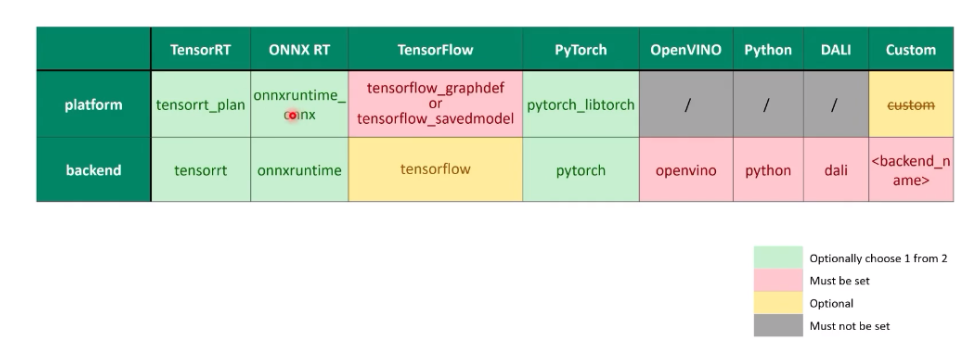 TensorRT ONNX RT TensorFlow PyTorch OpenVINO Python DALI Custom
platform tensorrt_plan onnxruntime_onnx tensorflow_graphdef or tensorflow_savedmodel pytorch_libtorch / / / custom
backend tensorrt onnxruntime tensorflow pytorch openvino python dali <backend_name>
Optionally choose 1 from 2
Must be set
Optional
Must not be set